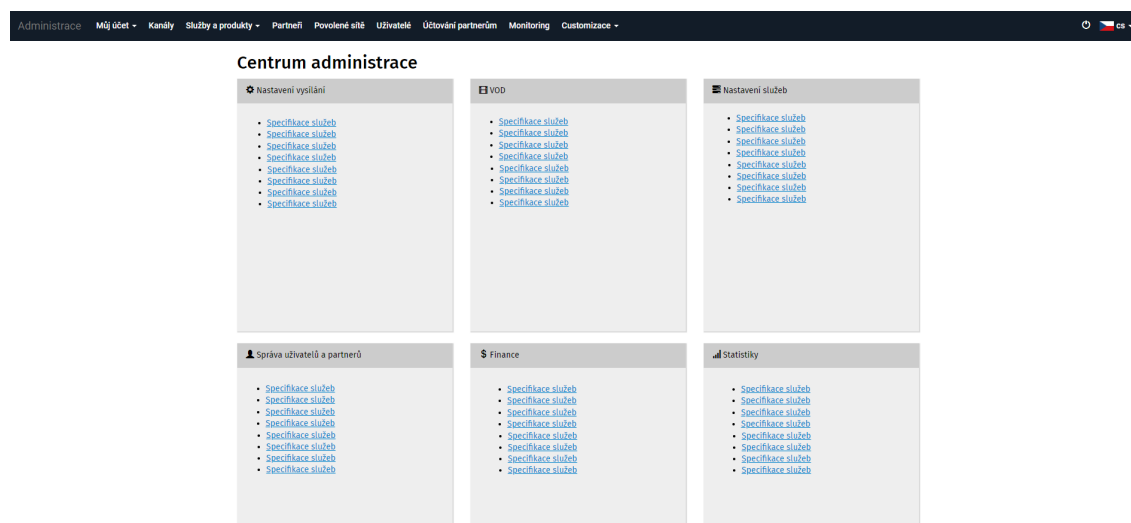 Administrace Můj účet Kanály Služby a produkty Partneři Povolené sítě Uživatelé Účtování partnerům Monitoring Customizace cs
Centrum administrace
Nastavení vysílání
Specifikace služeb
Specifikace služeb
Specifikace služeb
Specifikace služeb
Specifikace služeb
Specifikace služeb
Specifikace služeb
Specifikace služeb
VOD
Specifikace služeb
Specifikace služeb
Specifikace služeb
Specifikace služeb
Specifikace služeb
Specifikace služeb
Specifikace služeb
Specifikace služeb
Nastavení služeb
Specifikace služeb
Specifikace služeb
Specifikace služeb
Specifikace služeb
Specifikace služeb
Specifikace služeb
Specifikace služeb
Specifikace služeb
Správa uživatelů a partnerů
Specifikace služeb
Specifikace služeb
Specifikace služeb
Specifikace služeb
Specifikace služeb
Specifikace služeb
Specifikace služeb
Specifikace služeb
$ Finance
Specifikace služeb
Specifikace služeb
Specifikace služeb
Specifikace služeb
Specifikace služeb
Specifikace služeb
Specifikace služeb
Specifikace služeb
Statistiky
Specifikace služeb
Specifikace služeb
Specifikace služeb
Specifikace služeb
Specifikace služeb
Specifikace služeb
Specifikace služeb
Specifikace služeb